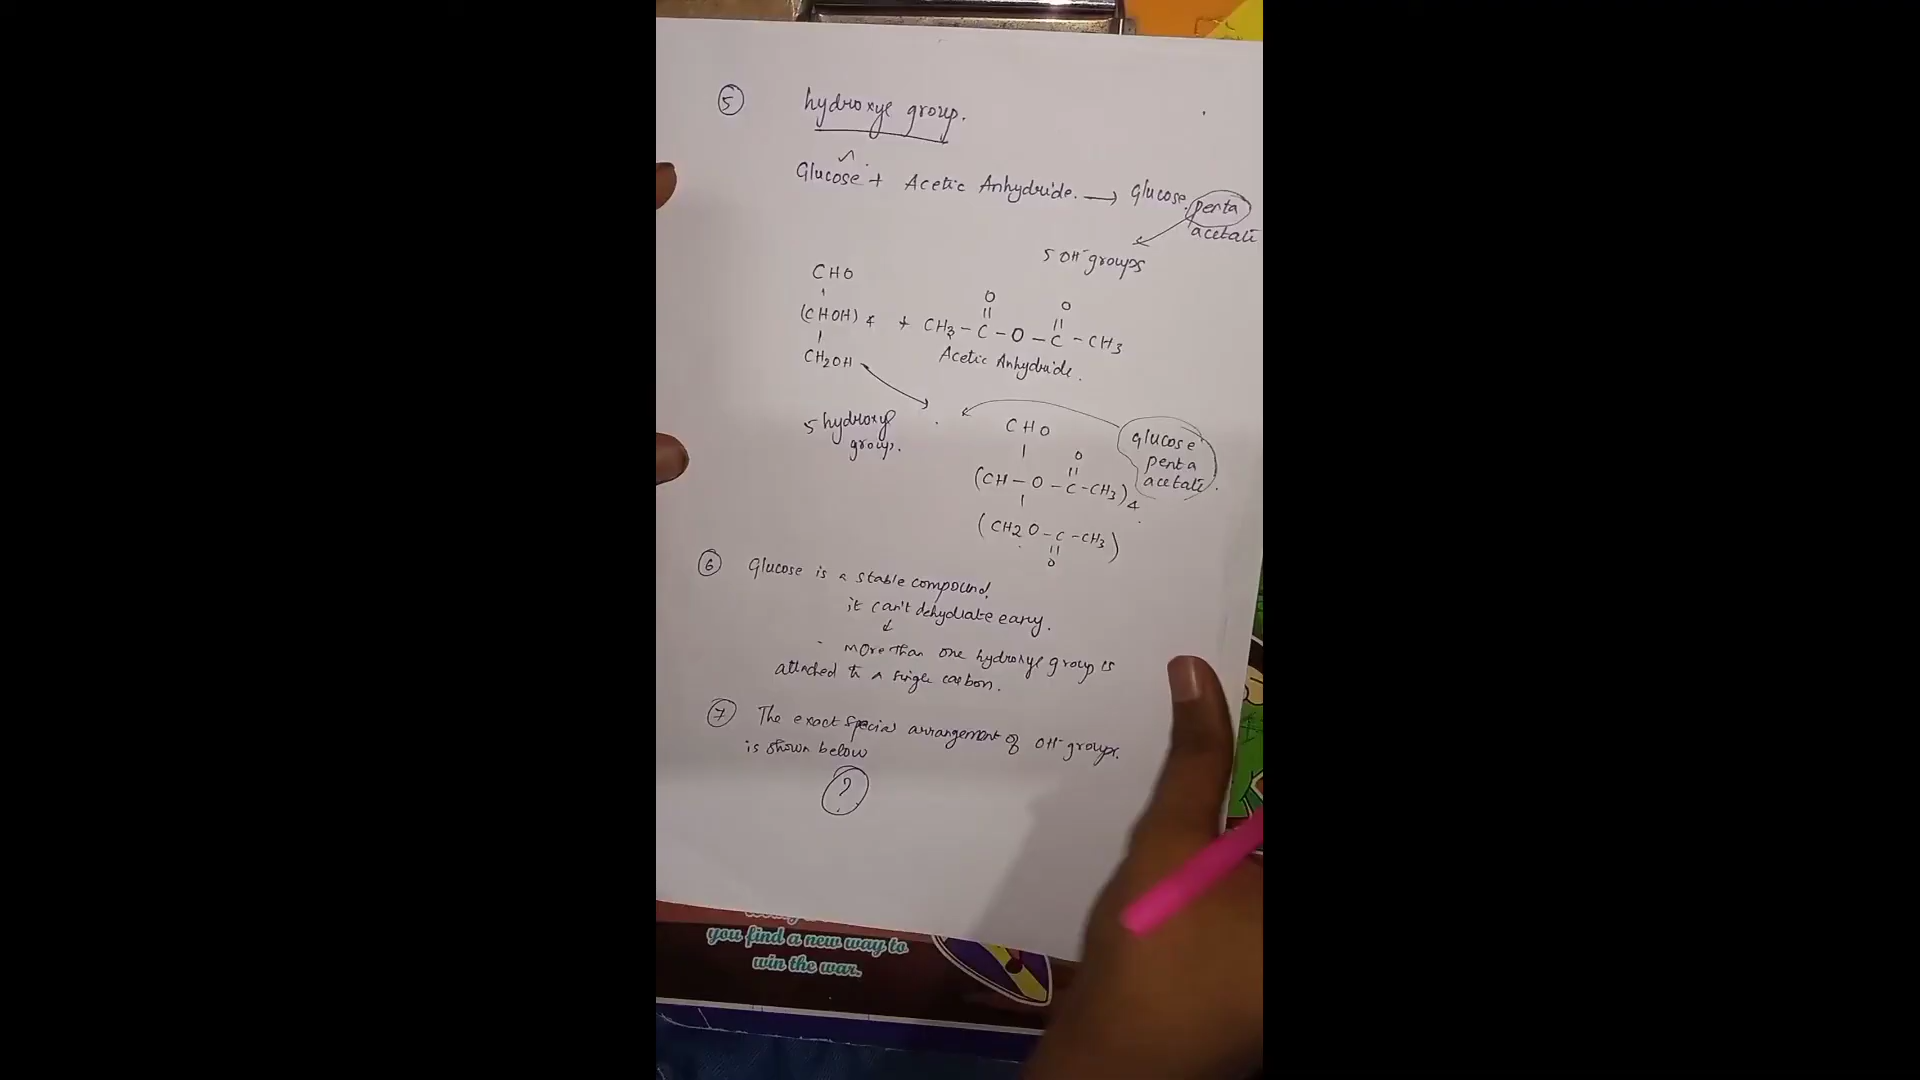 5 hydroxyl group.
Glucose + Acetic Anhydride. → Glucose penta
acetate
5 OH⁻ groups
CHO
(CHOH)4 + CH3 – C – O – C – CH3
O O
CH2OH
Acetic Anhydride.
5 hydroxyl
group.
CHO
glucose
penta
acetate.
O
(CH – O – C – CH3)4
(CH2O – C – CH3)
O
6 Glucose is a stable compound.
it can't dehydrate easy.
more than one hydroxyl group is
attached to a single carbon.
7 The exact special arrangement of OH⁻ groups.
is shown below
?
you find a new way to
win the war.